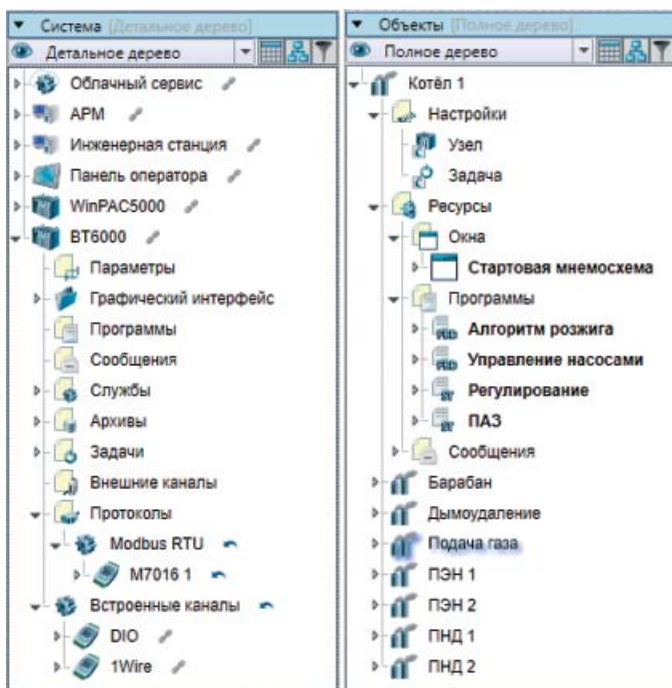 Система [Детальное дерево]
Детальное дерево
Облачный сервис
АРМ
Инженерная станция
Панель оператора
WinPAC5000
BT6000
Параметры
Графический интерфейс
Программы
Сообщения
Службы
Архивы
Задачи
Внешние каналы
Протоколы
Modbus RTU
M7016 1
Встроенные каналы
DIO
1Wire
Объекты [Полное дерево]
Полное дерево
Котёл 1
Настройки
Узел
Задача
Ресурсы
Окна
Стартовая мнемосхема
Программы
Алгоритм розжига
Управление насосами
Регулирование
ПАЗ
Сообщения
Барабан
Дымоудаление
Подача газа
ПЭН 1
ПЭН 2
ПНД 1
ПНД 2